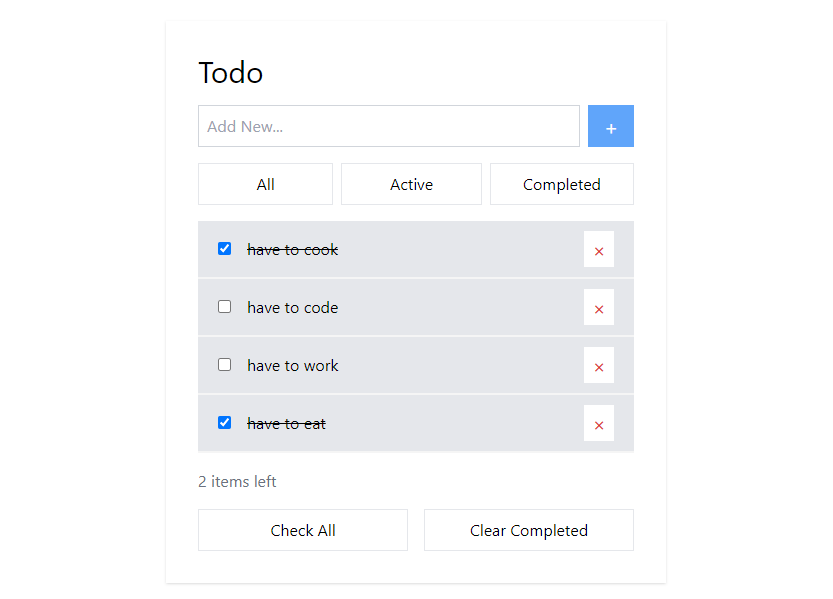 Todo
Add New...
+
All Active Completed
have to cook ×
have to code ×
have to work ×
have to eat ×
2 items left
Check All Clear Completed